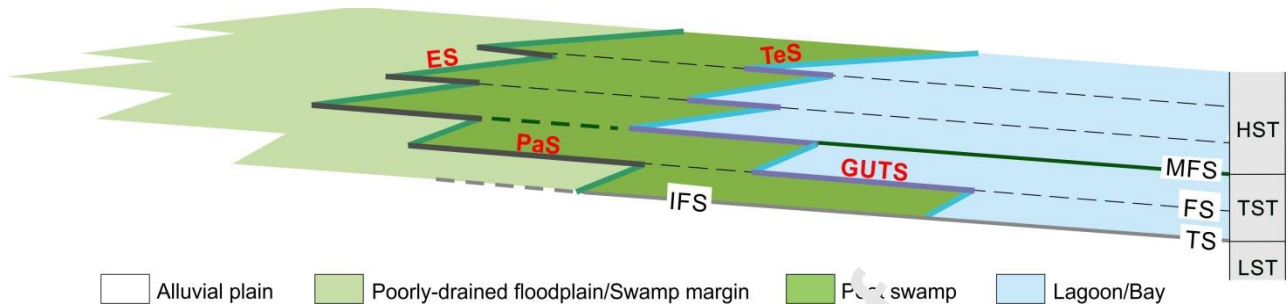 ES
TeS
HST
PaS
GUTS
MFS
IFS
FS
TST
TS
LST
Alluvial plain
Poorly-drained floodplain/Swamp margin
swamp
Lagoon/Bay